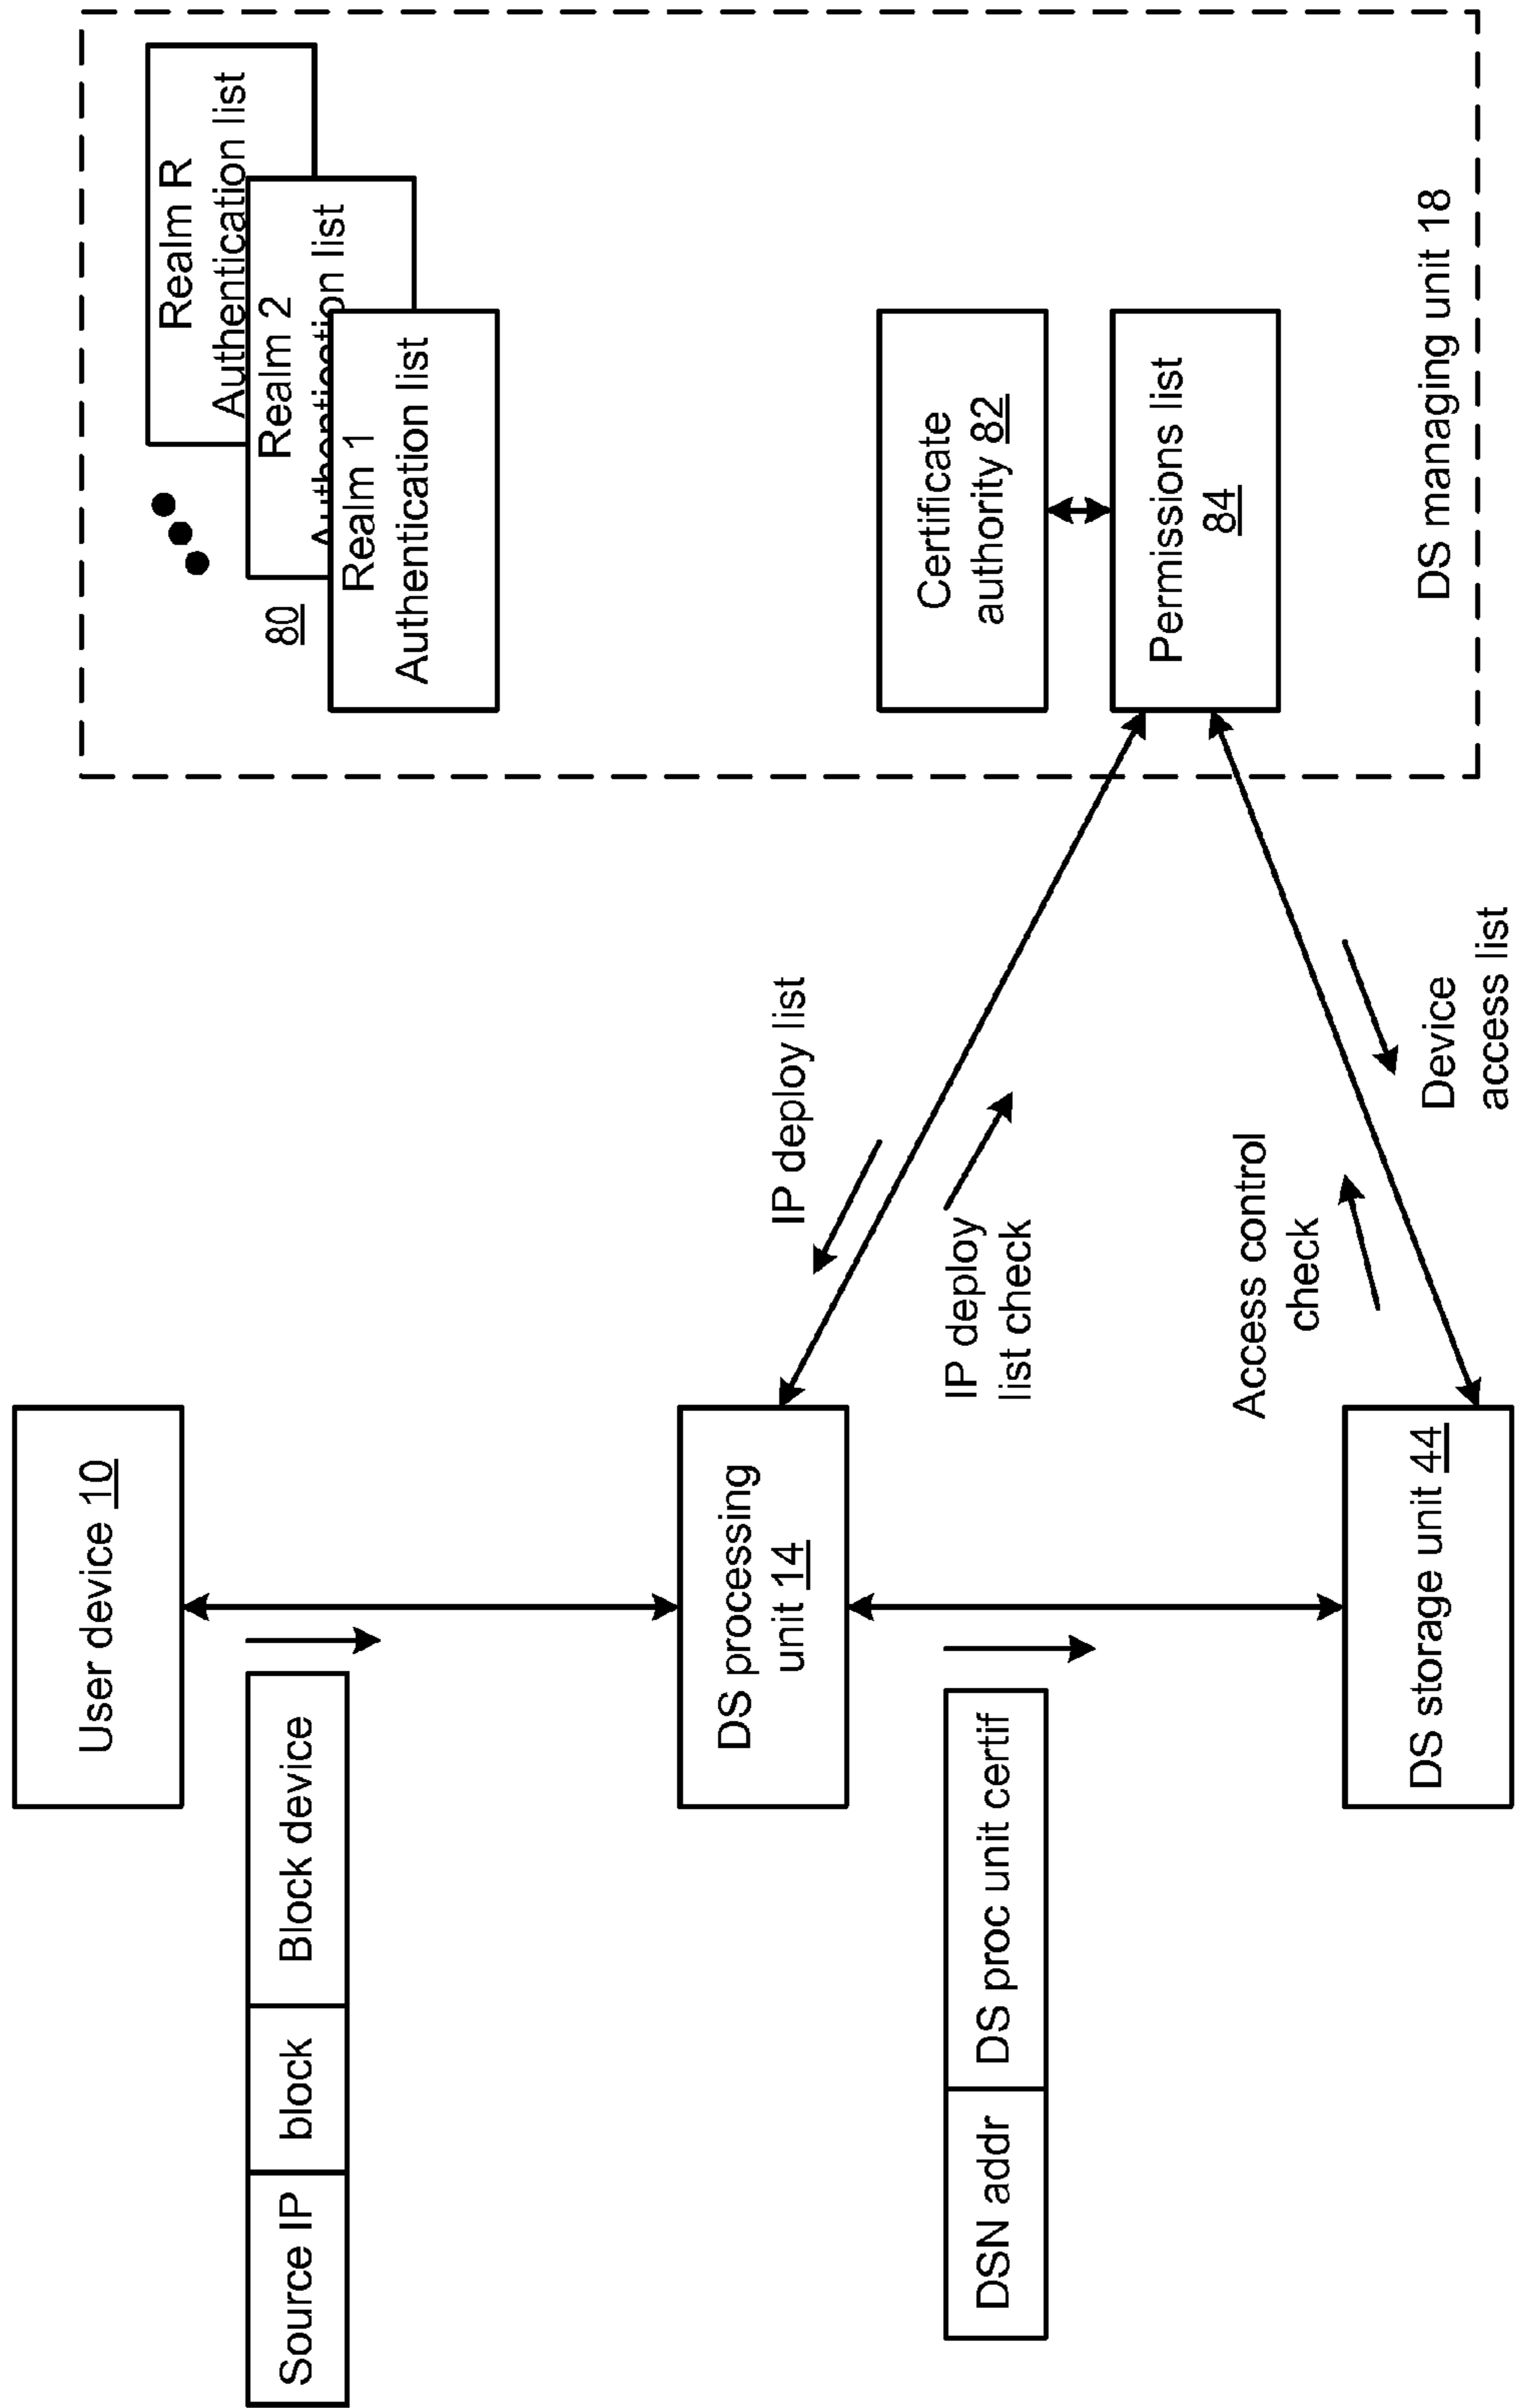 User device 10
Source IP
block
Block device
DS processing
unit 14
DSN addr
DS proc unit certif
DS storage unit 44
IP deploy list
IP deploy
list check
Access control
check
Device
access list
Realm R
Authentication list
Realm 2
Authentication list
80
Realm 1
Authentication list
Certificate
authority 82
Permissions list
84
DS managing unit 18